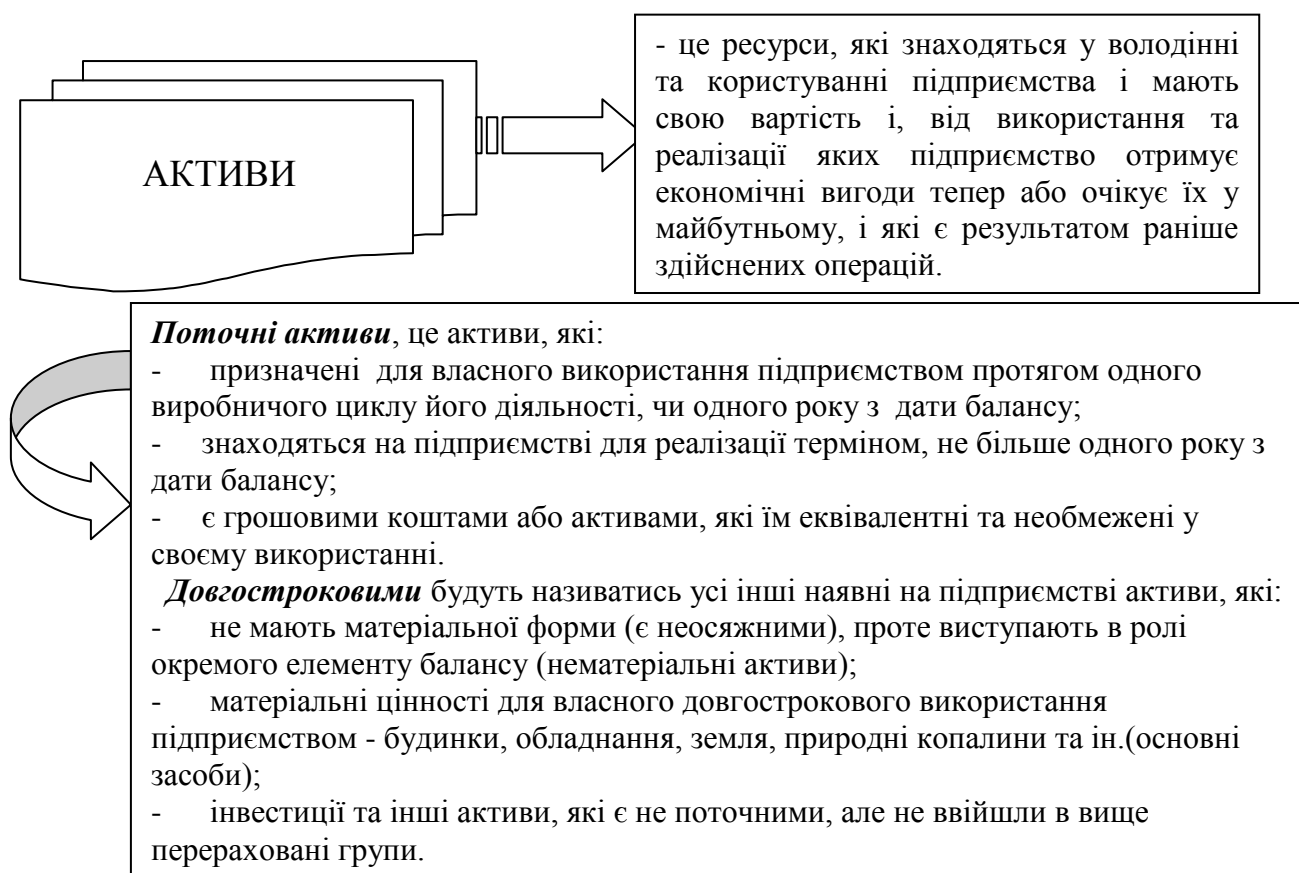 АКТИВИ
- це ресурси, які знаходяться у володінні
та користуванні підприємства і мають
свою вартість і, від використання та
реалізації яких підприємство отримує
економічні вигоди тепер або очікує їх у
майбутньому, і які є результатом раніше
здійснених операцій.
Поточні активи, це активи, які:
- призначені для власного використання підприємством протягом одного
виробничого циклу його діяльності, чи одного року з дати балансу;
- знаходяться на підприємстві для реалізації терміном, не більше одного року з
дати балансу;
- є грошовими коштами або активами, які їм еквівалентні та необмежені у
своєму використанні.
Довгостроковими будуть називатись усі інші наявні на підприємстві активи, які:
- не мають матеріальної форми (є неосяжними), проте виступають в ролі
окремого елементу балансу (нематеріальні активи);
- матеріальні цінності для власного довгострокового використання
підприємством - будинки, обладнання, земля, природні копалини та ін.(основні
засоби);
- інвестиції та інші активи, які є не поточними, але не ввійшли в вище
перераховані групи.